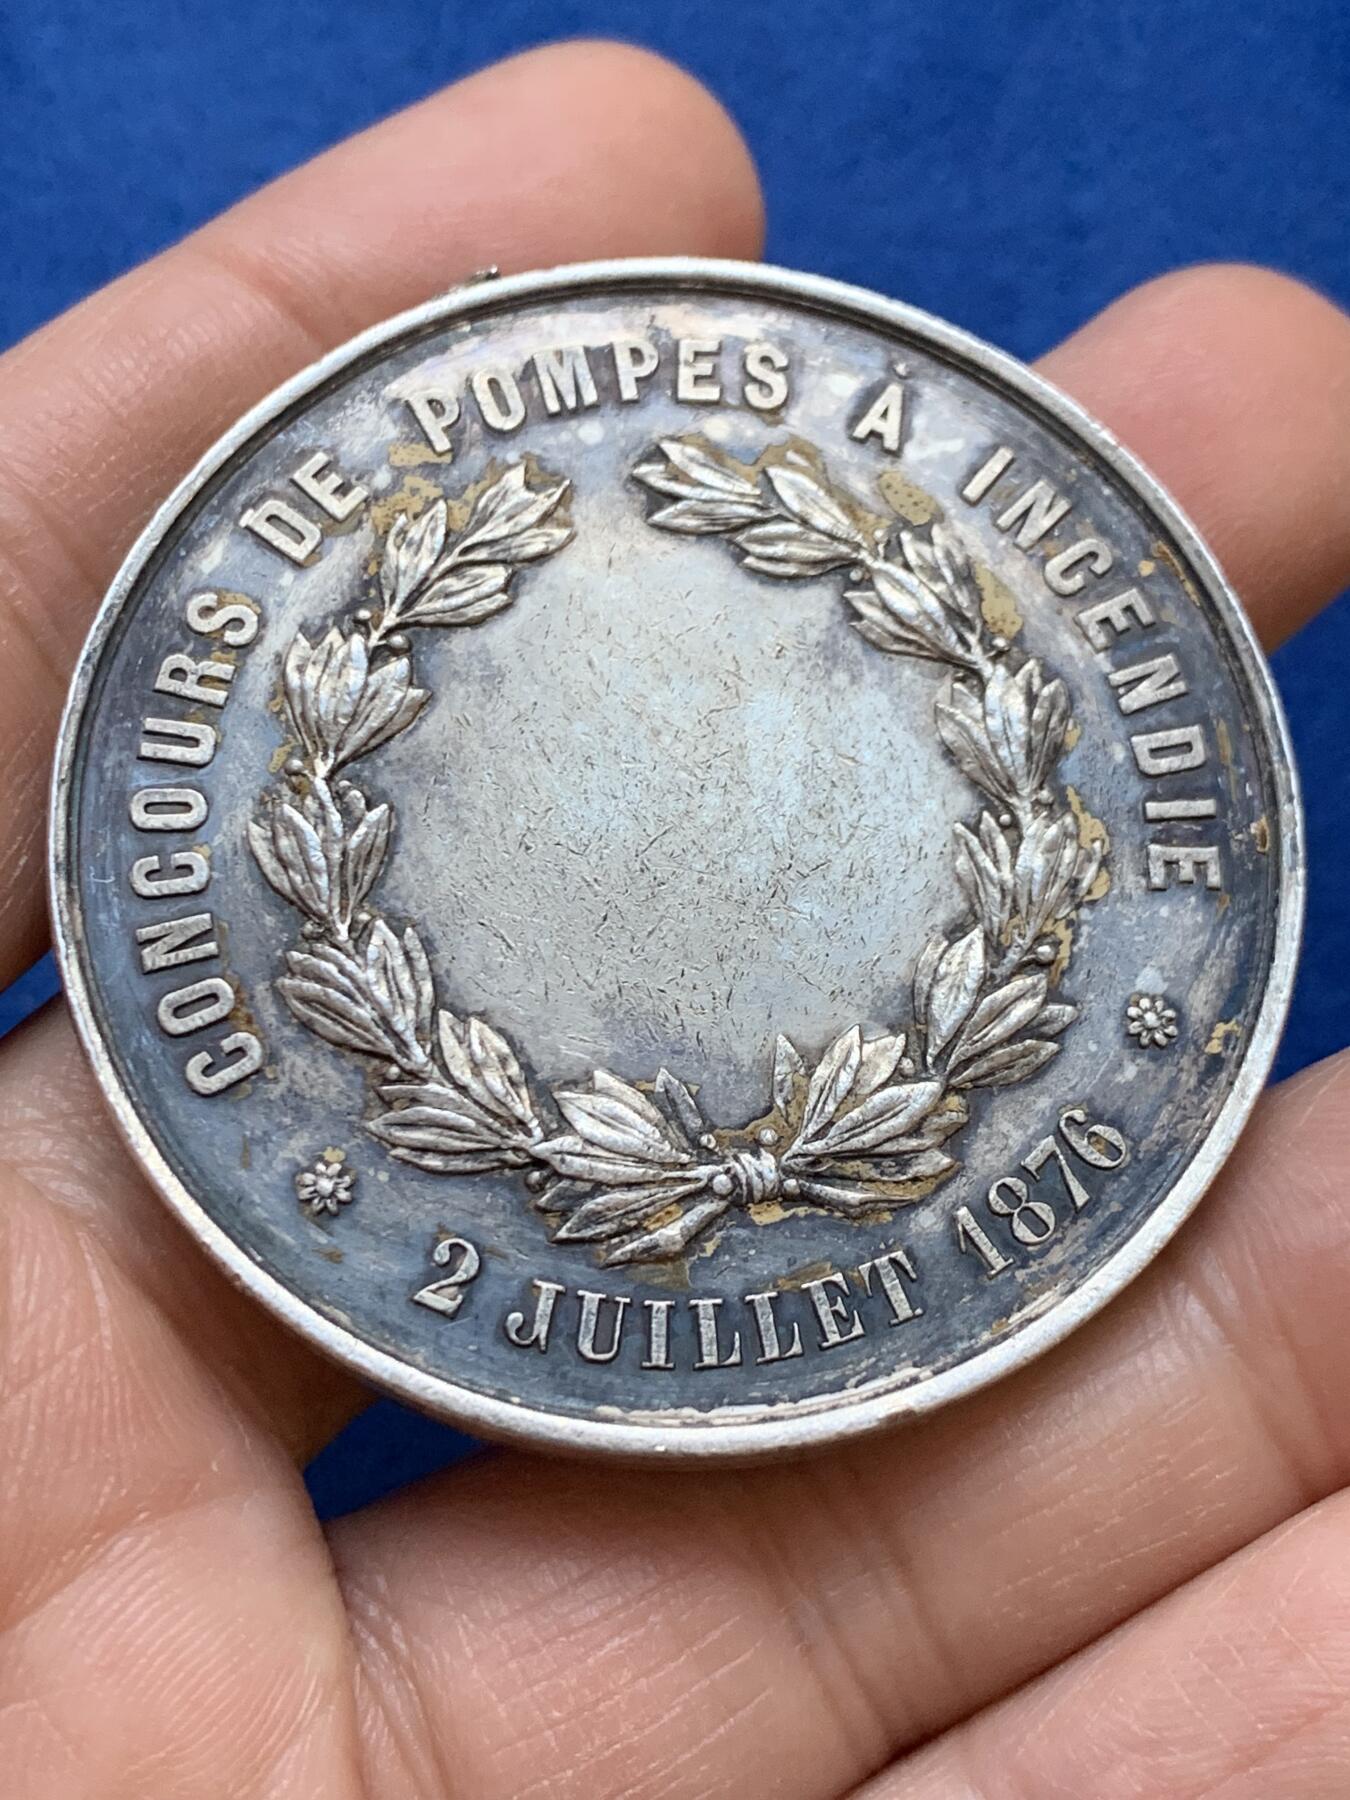 CONCOURS DE POMPES À INCENDIE
2 JUILLET 1876